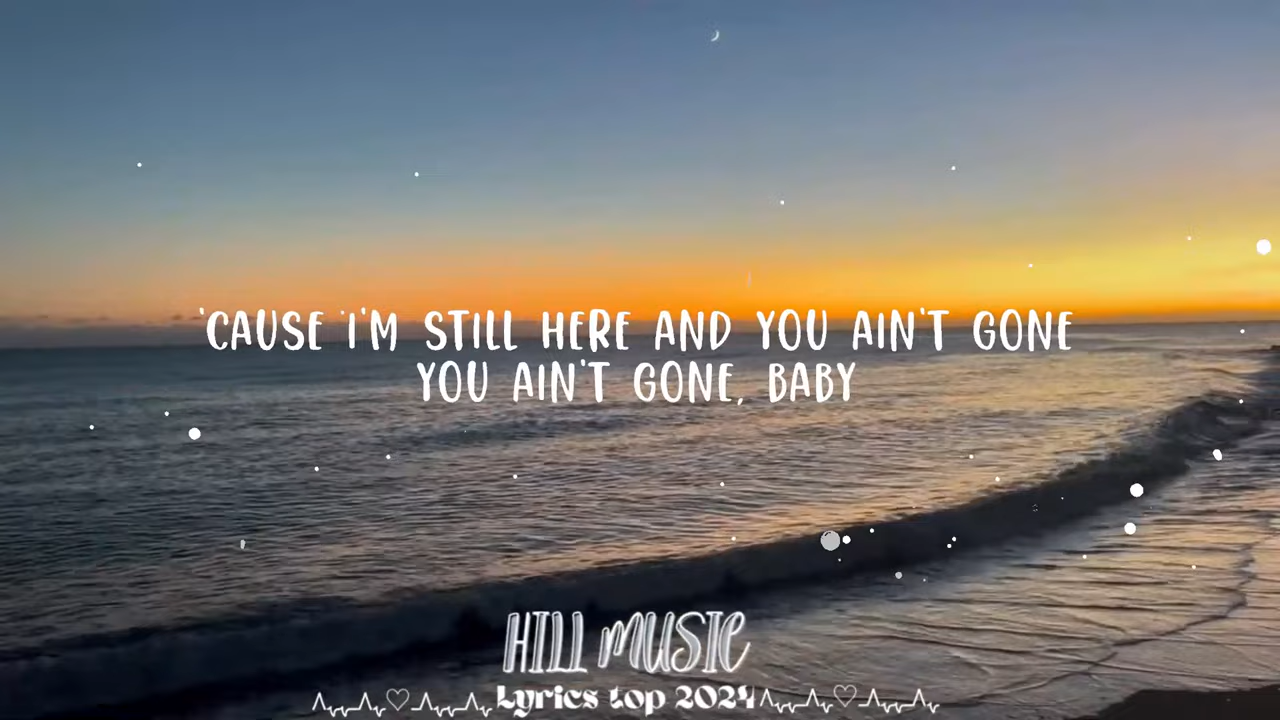 'CAUSE I'M STILL HERE AND YOU AIN'T GONE
YOU AIN'T GONE, BABY
HILL MUSIC
Lyrics top 2024